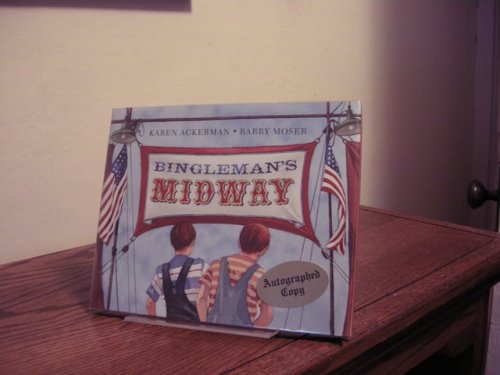 KAREN ACKERMAN • BARRY MOSER
BINGLEMAN'S
MIDWAY
Autographed
Copy